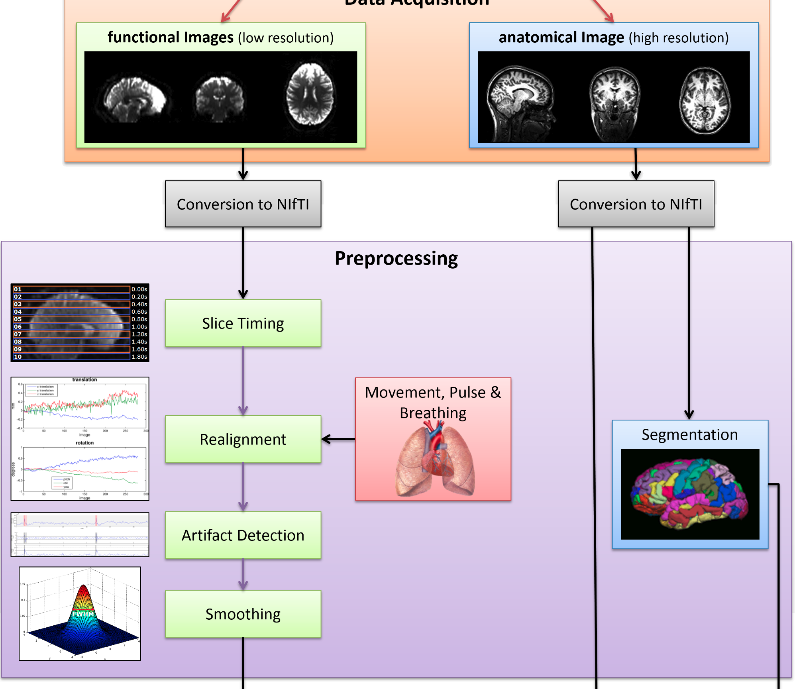 Data Acquisition
functional Images (low resolution)
anatomical Image (high resolution)
Conversion to NIfTI
Conversion to NIfTI
Preprocessing
01 0.00s
02 0.20s
03 0.40s
04 0.60s
05 0.80s
06 1.00s
07 1.20s
08 1.40s
09 1.60s
10 1.80s
Slice Timing
translation
image
rotation
image
Movement, Pulse &
Breathing
Realignment
Segmentation
Artifact Detection
Smoothing